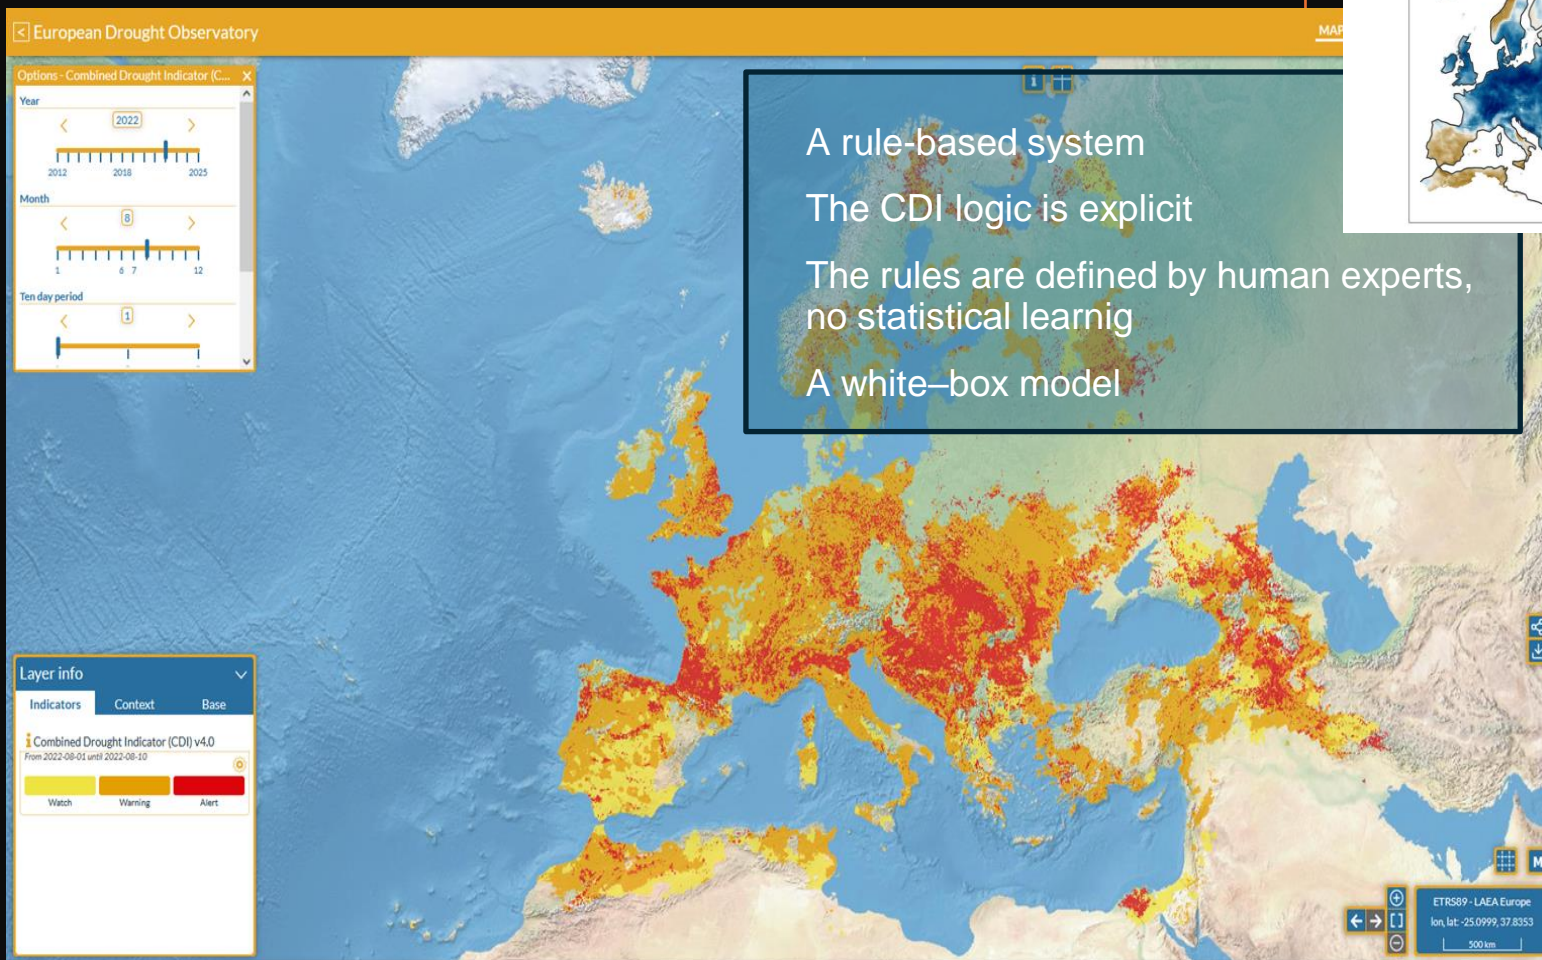 < European Drought Observatory
MAP
Options - Combined Drought Indicator (C... X
Year
2022
2012 2018 2025
Month
8
1 6 7 12
Ten day period
1
A rule-based system
The CDI logic is explicit
The rules are defined by human experts,
no statistical learnig
A white–box model
Layer info
Indicators Context Base
i Combined Drought Indicator (CDI) v4.0
From 2022-08-01 until 2022-08-10
Watch Warning Alert
M
ETRS89 - LAEA Europe
lon, lat: -25.0999, 37.8353
500 km